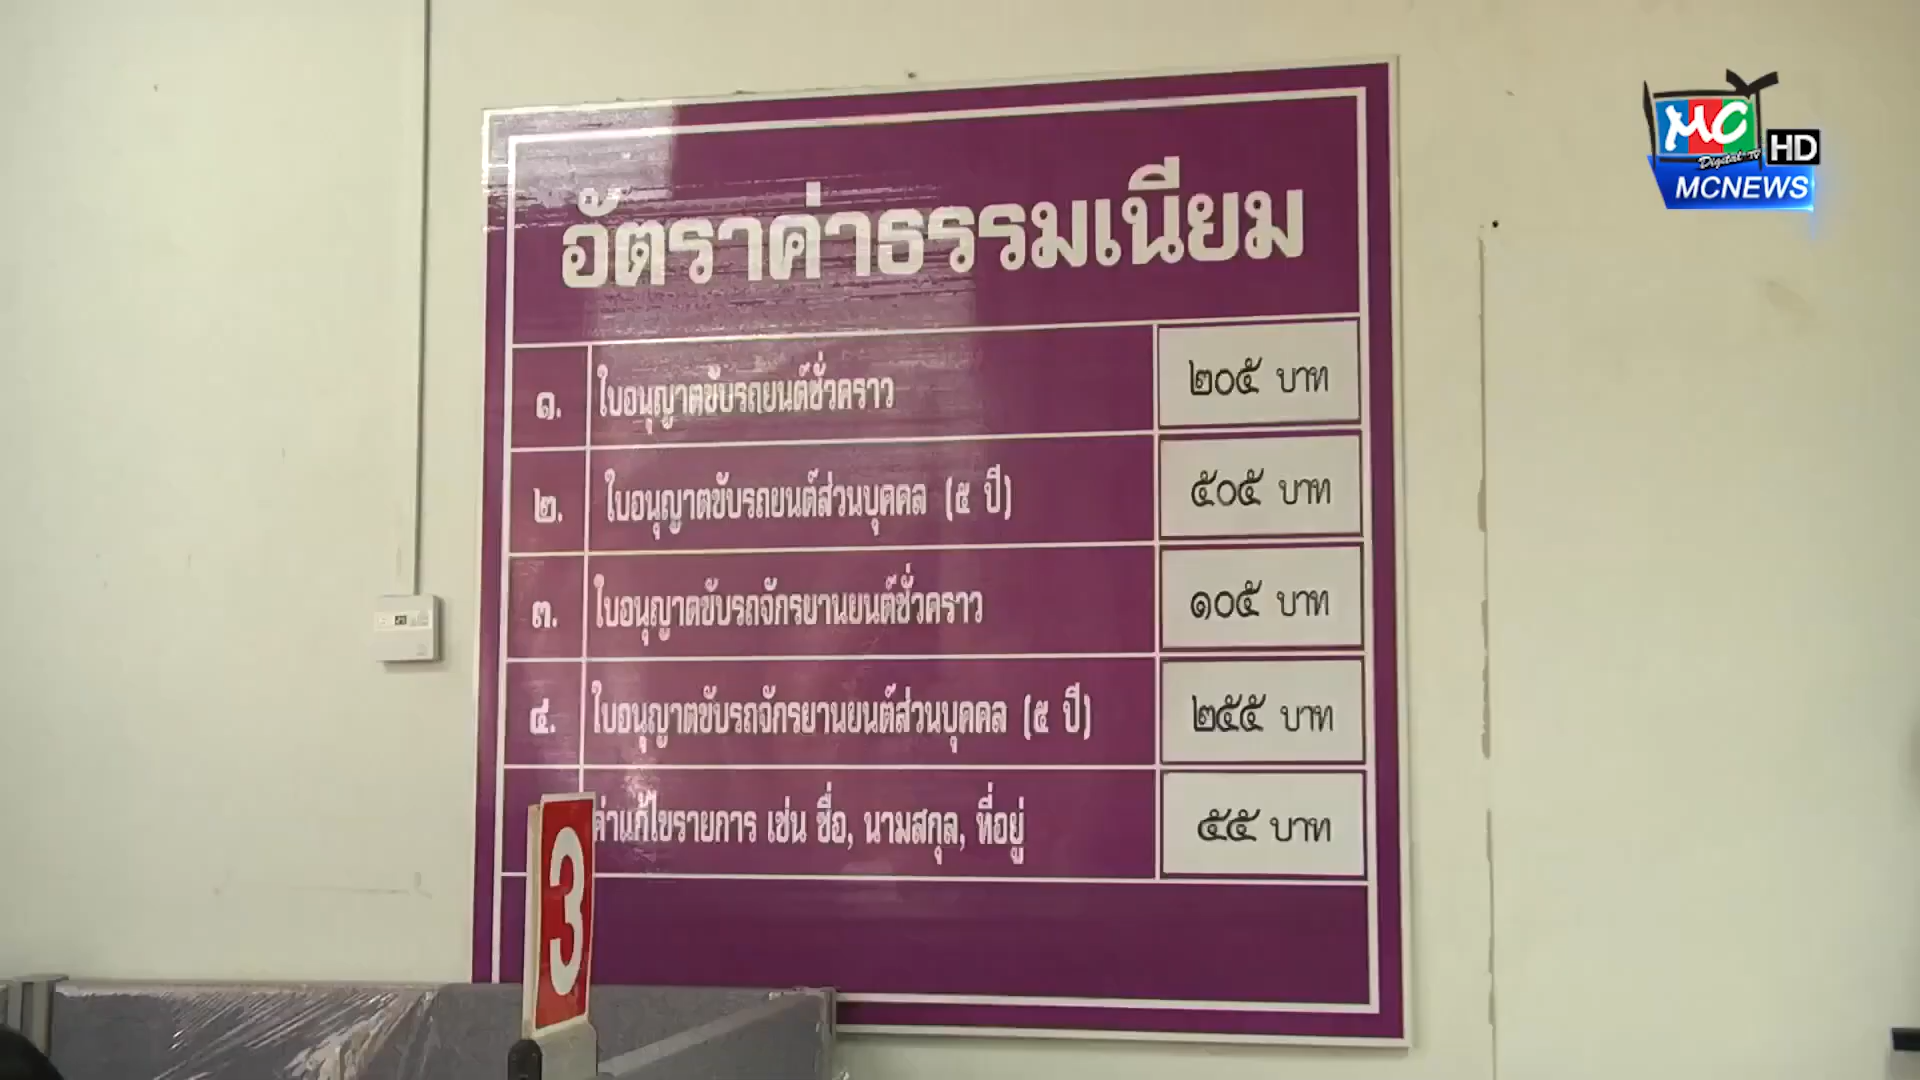 MC
Digital TV
HD
MCNEWS
อัตราค่าธรรมเนียม
๑. ใบอนุญาตขับรถยนต์ชั่วคราว ๒๐๕ บาท
๒. ใบอนุญาตขับรถยนต์ส่วนบุคคล (๕ ปี) ๕๐๕ บาท
๓. ใบอนุญาตขับรถจักรยานยนต์ชั่วคราว ๑๐๕ บาท
๔. ใบอนุญาตขับรถจักรยานยนต์ส่วนบุคคล (๕ ปี) ๒๕๕ บาท
ค่าแก้ไขรายการ เช่น ชื่อ, นามสกุล, ที่อยู่ ๕๕ บาท
3